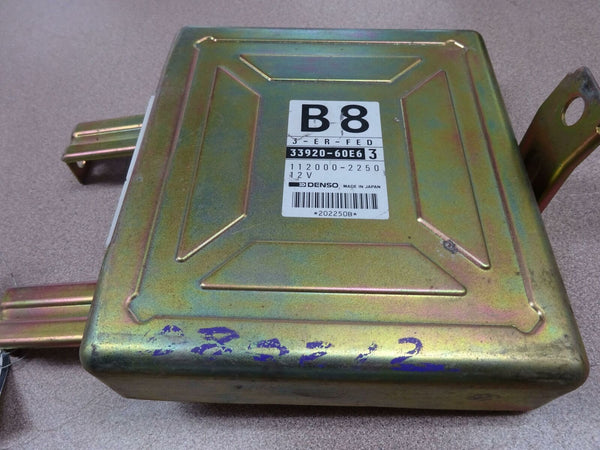 B8
3-ER-FED
33920-60E6 3
112000-2250
12V
DENSO MADE IN JAPAN
*202250B*